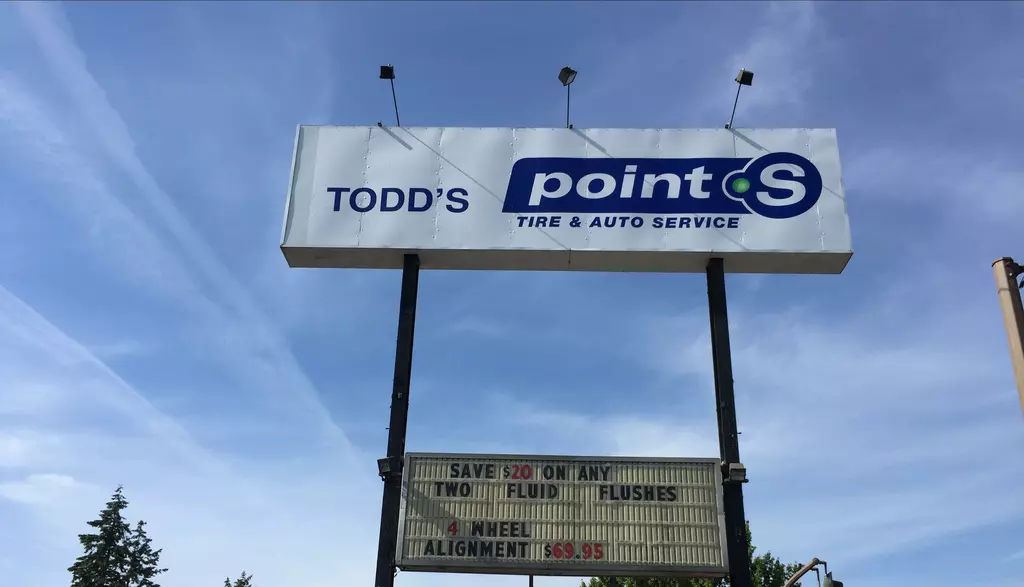 TODD'S
point S
TIRE & AUTO SERVICE
SAVE $20 ON ANY
TWO FLUID FLUSHES
4 WHEEL
ALIGNMENT $69.95